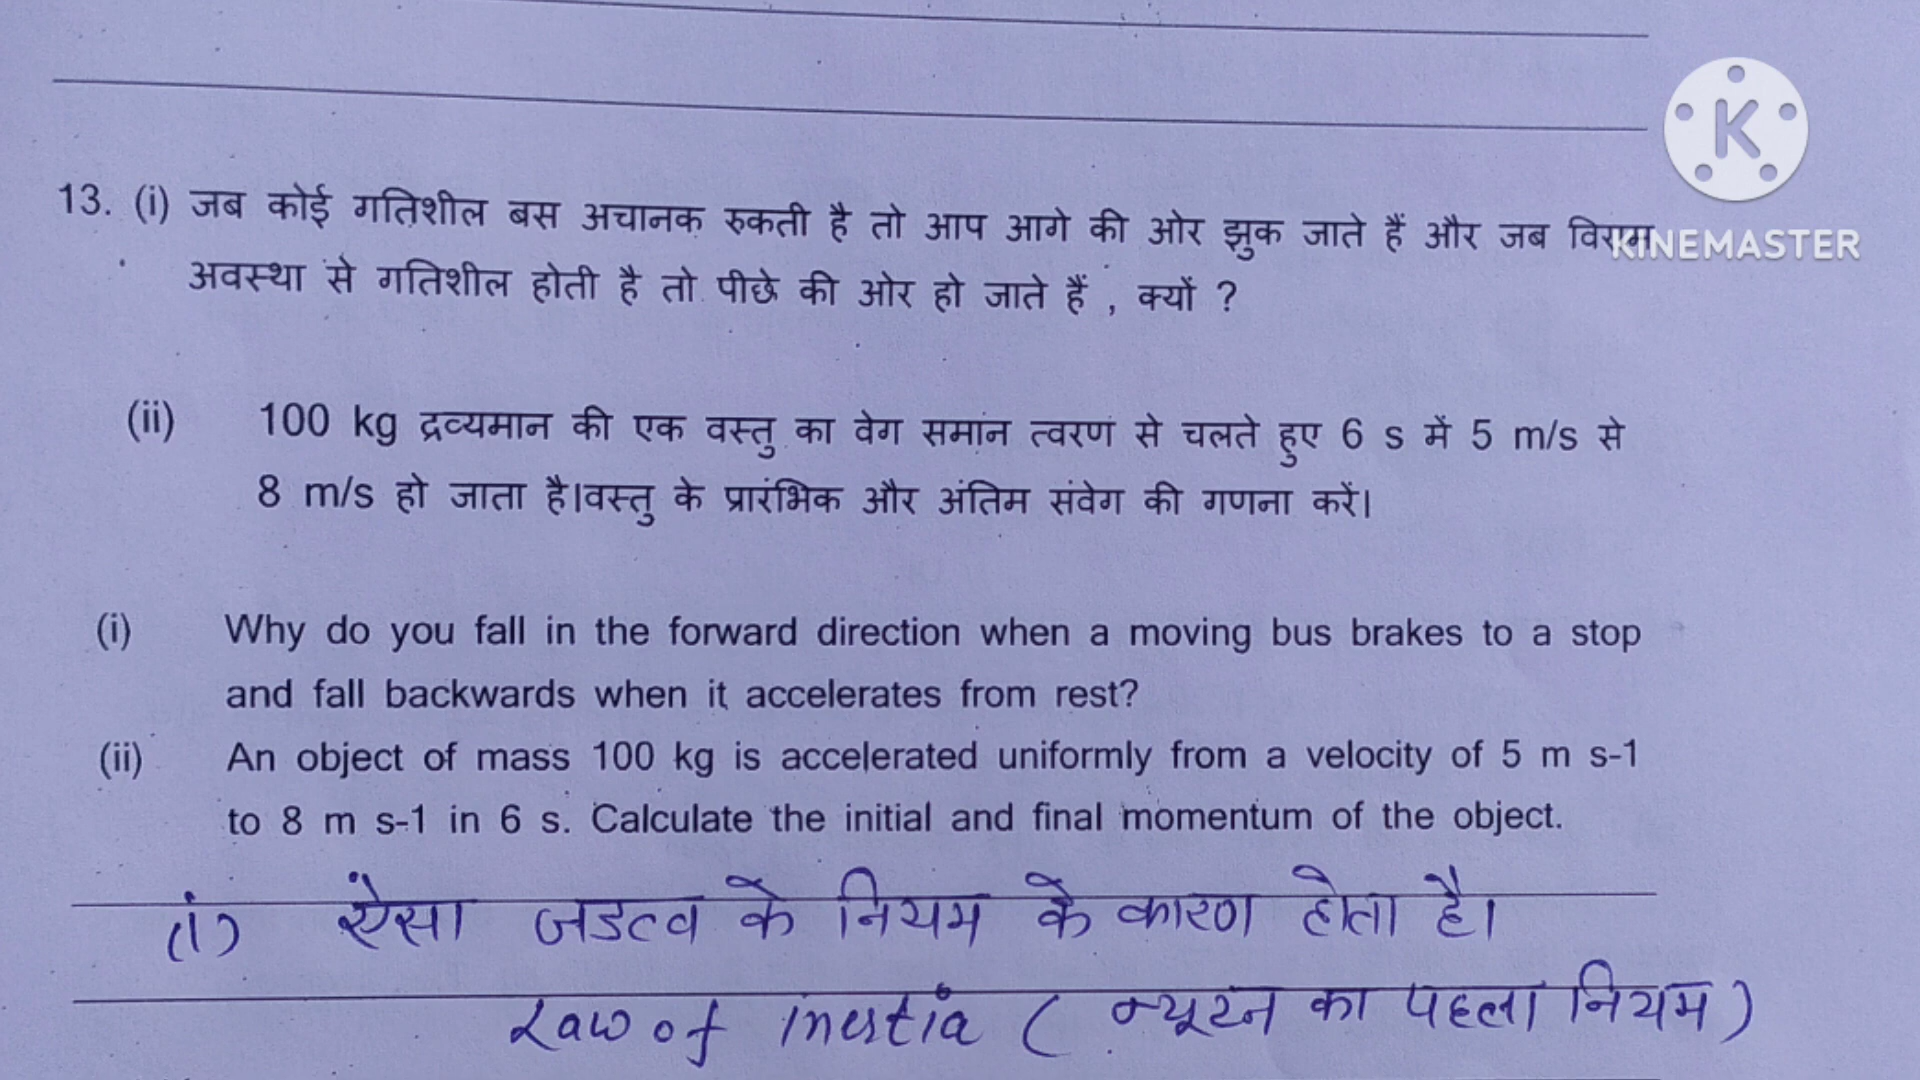 13. (i) जब कोई गतिशील बस अचानक रुकती है तो आप आगे की ओर झुक जाते हैं और जब विराम
KINEMASTER
अवस्था से गतिशील होती है तो पीछे की ओर हो जाते हैं , क्यों ?
(ii) 100 kg द्रव्यमान की एक वस्तु का वेग समान त्वरण से चलते हुए 6 s में 5 m/s से
8 m/s हो जाता है।वस्तु के प्रारंभिक और अंतिम संवेग की गणना करें।
(i) Why do you fall in the forward direction when a moving bus brakes to a stop
and fall backwards when it accelerates from rest?
(ii) An object of mass 100 kg is accelerated uniformly from a velocity of 5 m s-1
to 8 m s-1 in 6 s. Calculate the initial and final momentum of the object.
(i) ऐंसा जडत्व के नियम के कारण होता है।
Law of inertia ( न्यूटन का पहला नियम )